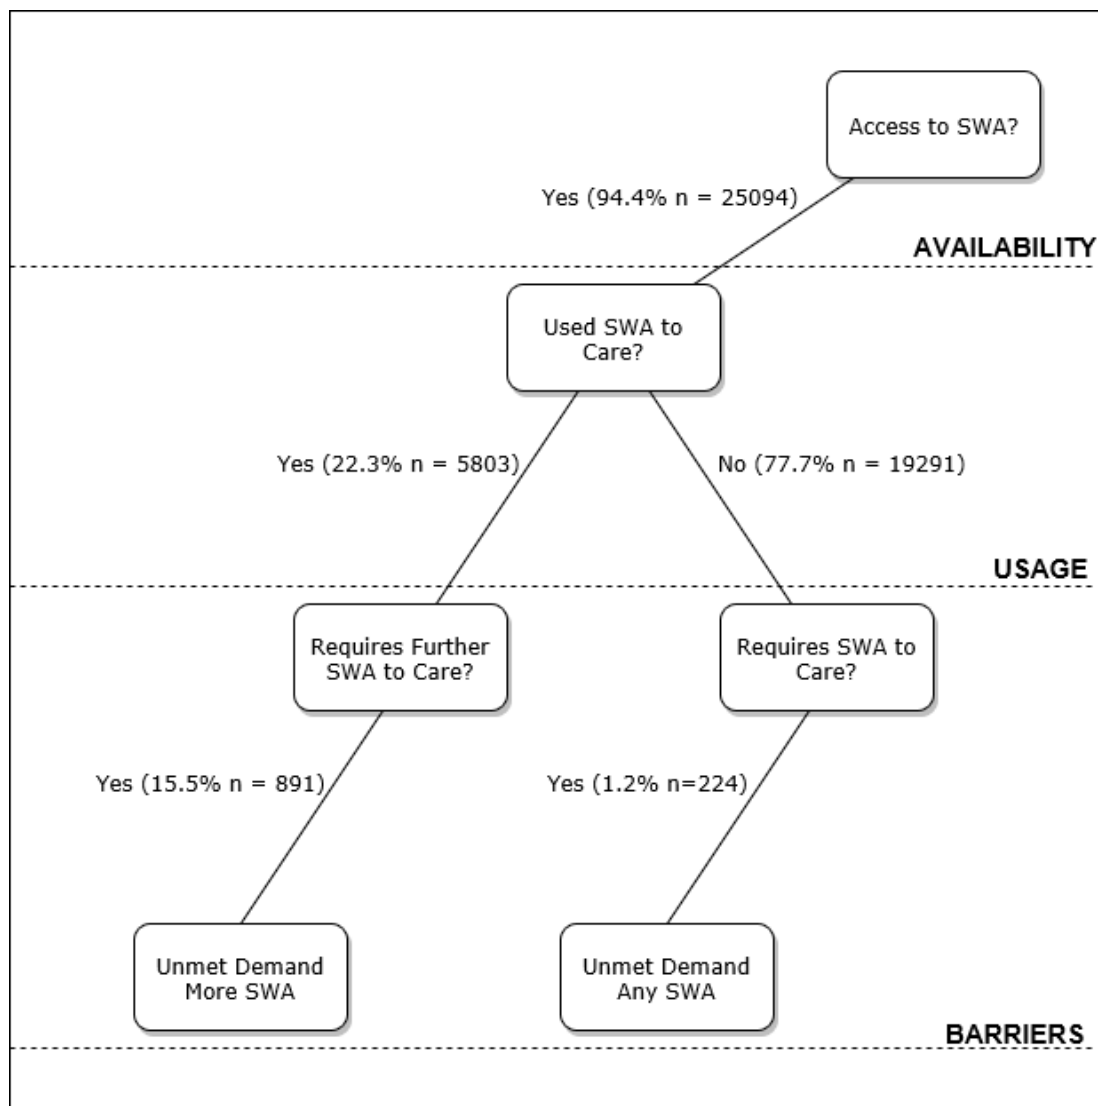 Access to SWA?
Yes (94.4% n = 25094)
AVAILABILITY
Used SWA to
Care?
Yes (22.3% n = 5803)
No (77.7% n = 19291)
USAGE
Requires Further
SWA to Care?
Requires SWA to
Care?
Yes (15.5% n = 891)
Yes (1.2% n=224)
Unmet Demand
More SWA
Unmet Demand
Any SWA
BARRIERS